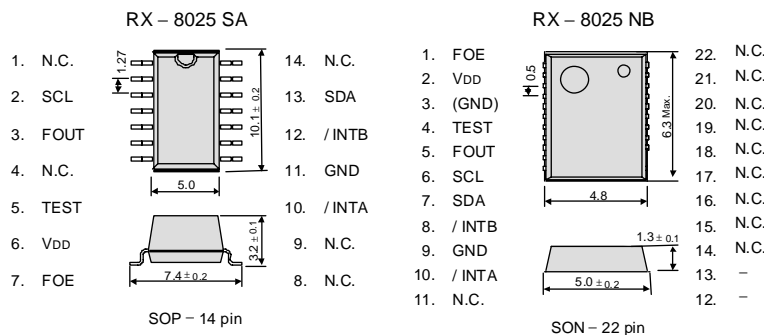 RX – 8025 SA
1. N.C.
2. SCL
3. FOUT
4. N.C.
5. TEST
6. VDD
7. FOE
1.27
10.1 ± 0.2
5.0
3.2 ± 0.1
7.4 ± 0.2
14. N.C.
13. SDA
12. / INTB
11. GND
10. / INTA
9. N.C.
8. N.C.
SOP – 14 pin
RX – 8025 NB
1. FOE
2. VDD
3. (GND)
4. TEST
5. FOUT
6. SCL
7. SDA
8. / INTB
9. GND
10. / INTA
11. N.C.
0.5
6.3 Max.
4.8
1.3 ± 0.1
5.0 ± 0.2
22. N.C.
21. N.C.
20. N.C.
19. N.C.
18. N.C.
17. N.C.
16. N.C.
15. N.C.
14. N.C.
13. –
12. –
SON – 22 pin